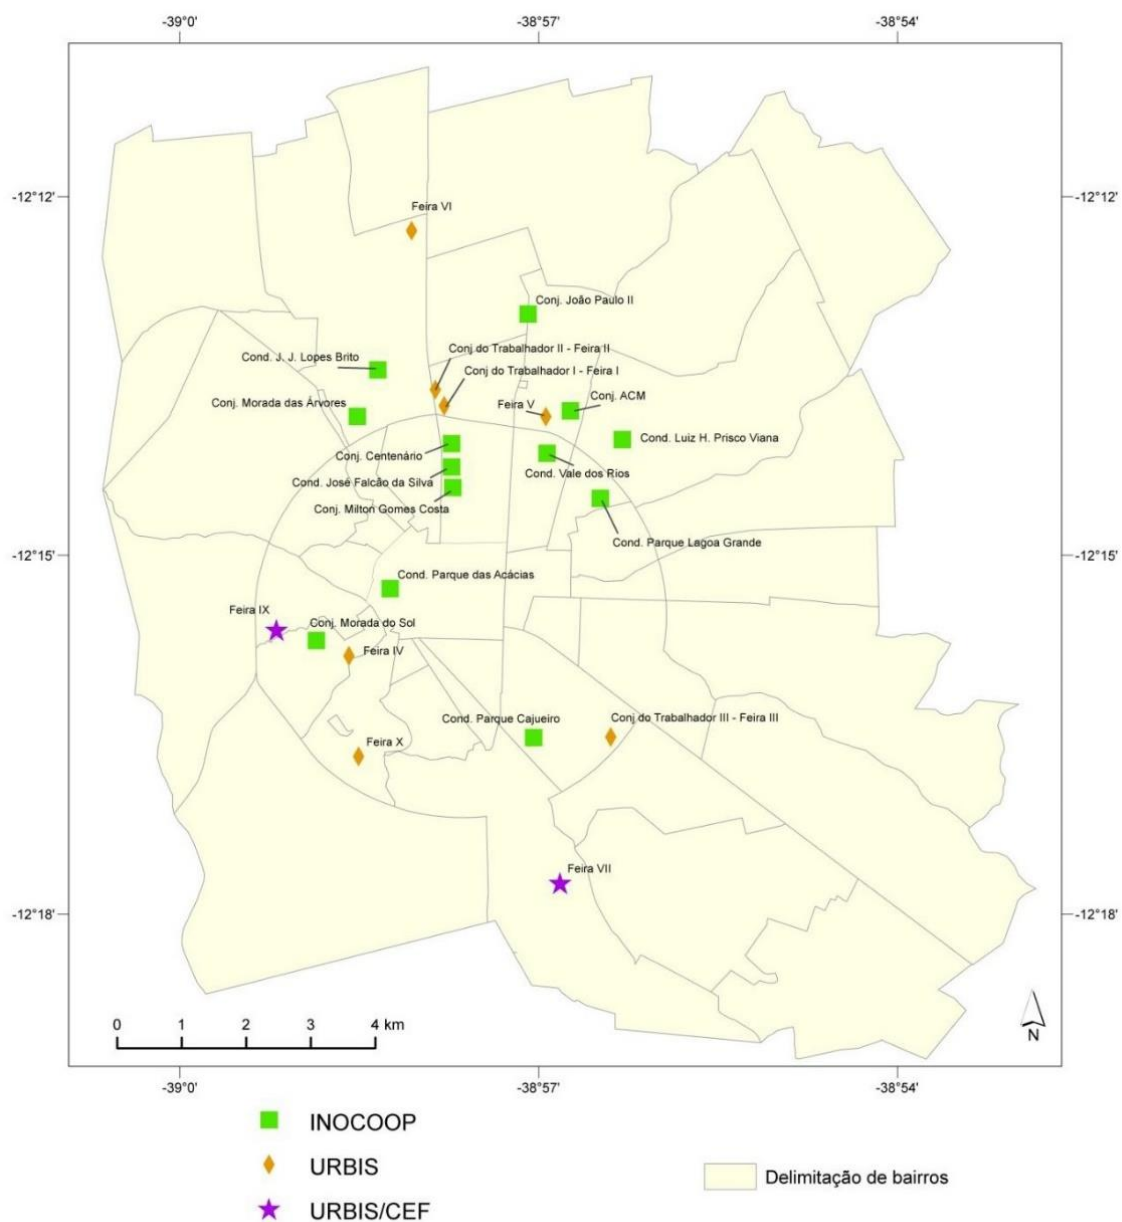 -39°0' -38°57' -38°54'
-12°12' -12°12'
Feira VI
Conj. João Paulo II
Conj do Trabalhador II - Feira II
Cond. J. J. Lopes Brito
Conj do Trabalhador I - Feira I
Conj. ACM
Conj. Morada das Árvores
Feira V
Cond. Luiz H. Prisco Viana
Conj. Centenário
Cond. Vale dos Rios
Cond. José Falcão da Silva
Conj. Milton Gomes Costa
Cond. Parque Lagoa Grande
-12°15' -12°15'
Cond. Parque das Acácias
Feira IX
Conj. Morada do Sol
Feira IV
Cond. Parque Cajueiro
Conj do Trabalhador III - Feira III
Feira X
Feira VII
-12°18' -12°18'
0 1 2 3 4 km
N
-39°0' -38°57' -38°54'
INOCOOP
URBIS
Delimitação de bairros
URBIS/CEF